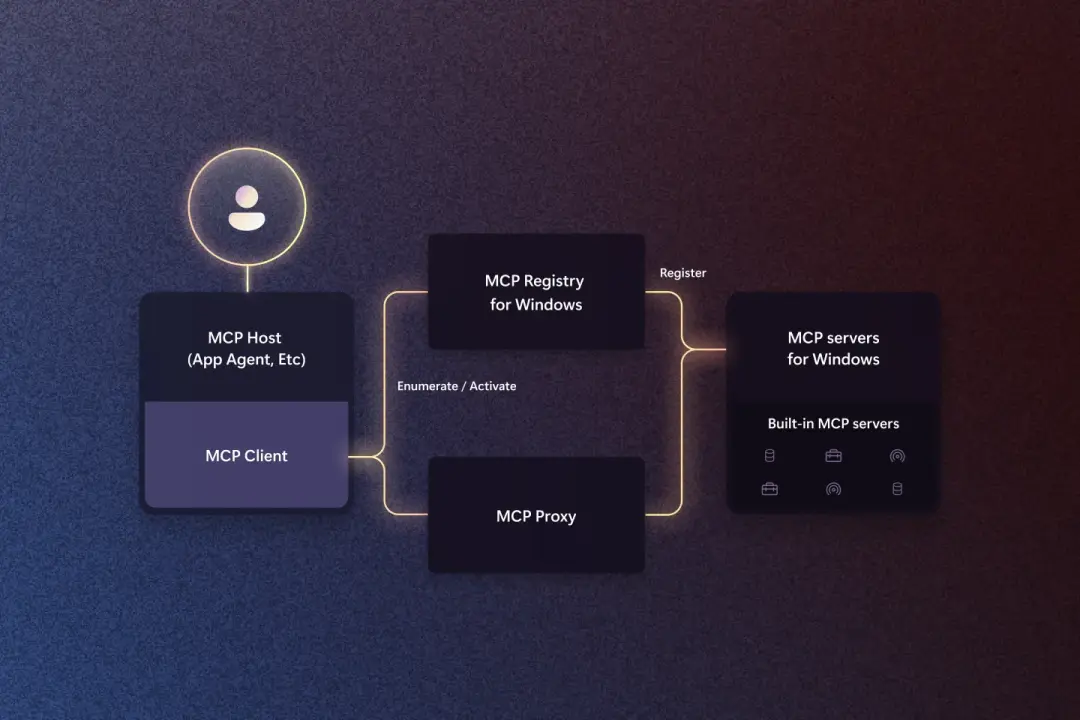 MCP Host
(App Agent, Etc)
MCP Client
Enumerate / Activate
MCP Registry
for Windows
MCP Proxy
Register
MCP servers
for Windows
Built-in MCP servers